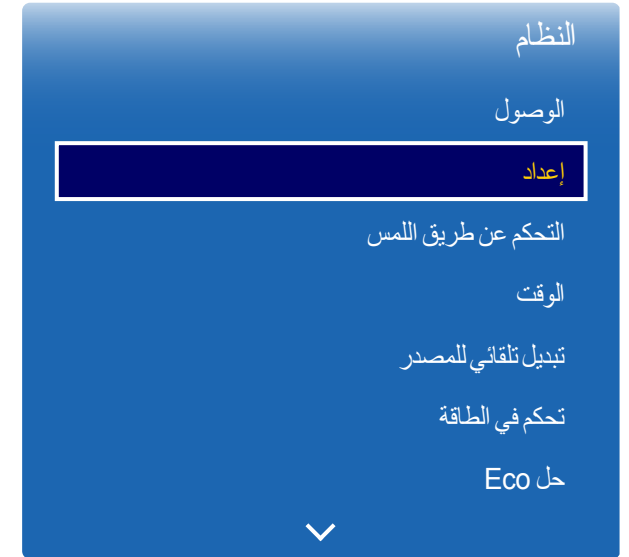 النظام
الوصول
إعداد
التحكم عن طريق اللمس
الوقت
تبديل تلقائي للمصدر
تحكم في الطاقة
حل Eco